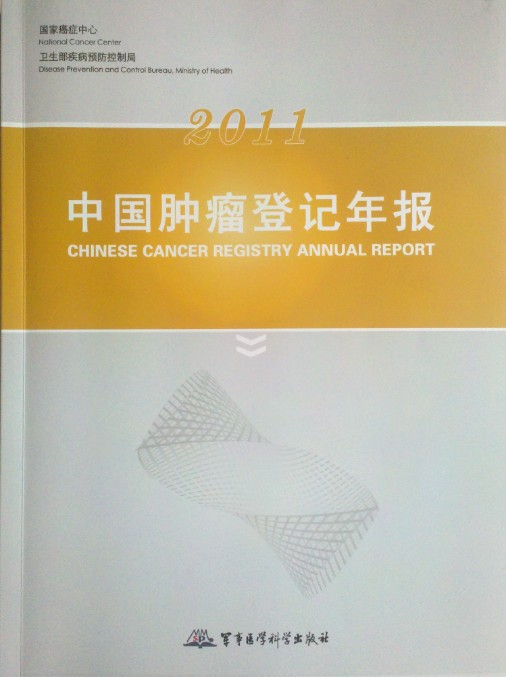 国家癌症中心
National Cancer Center
卫生部疾病预防控制局
Disease Prevention and Control Bureau, Ministry of Health
2011
中国肿瘤登记年报
CHINESE CANCER REGISTRY ANNUAL REPORT
军事医学科学出版社